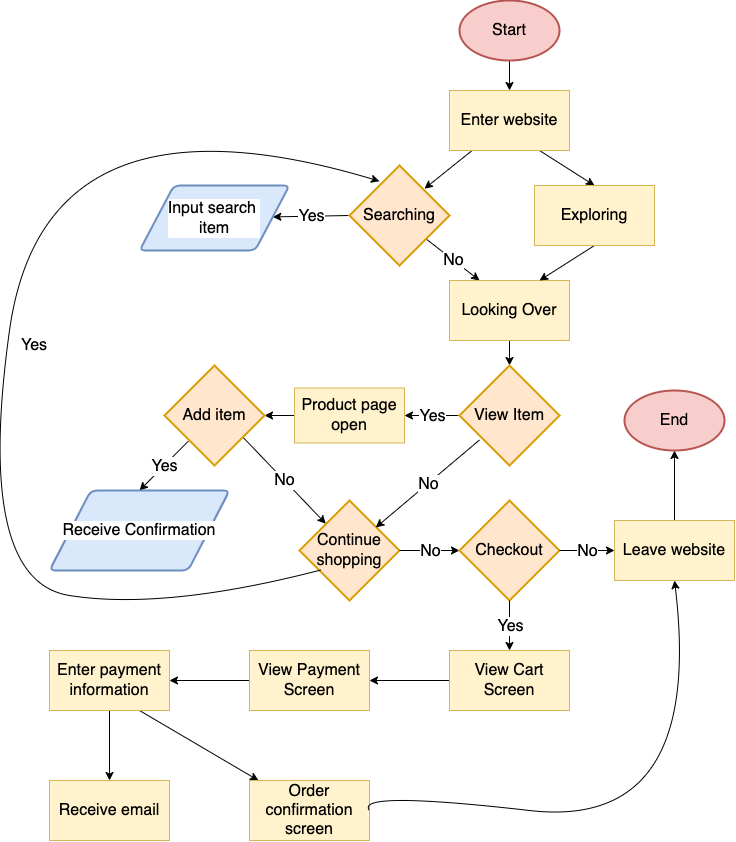 Start
Enter website
Input search
item
Yes
Searching
Exploring
No
Looking Over
Yes
Add item
Product page
open
Yes
View Item
End
Yes
No
No
Receive Confirmation
Continue
shopping
No
Checkout
No
Leave website
Yes
Enter payment
information
View Payment
Screen
View Cart
Screen
Receive email
Order
confirmation
screen